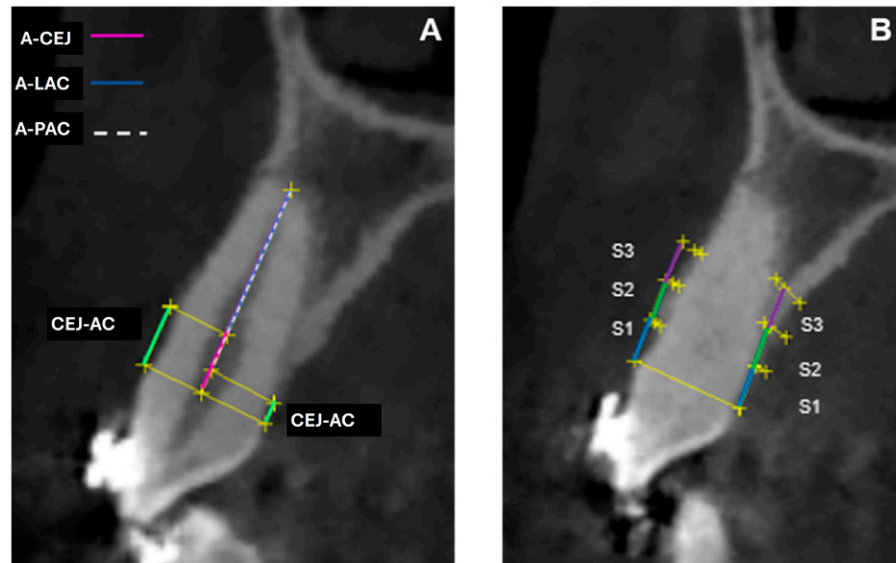 A
A-CEJ
A-LAC
A-PAC
CEJ-AC
CEJ-AC
B
S3
S2
S1
S3
S2
S1